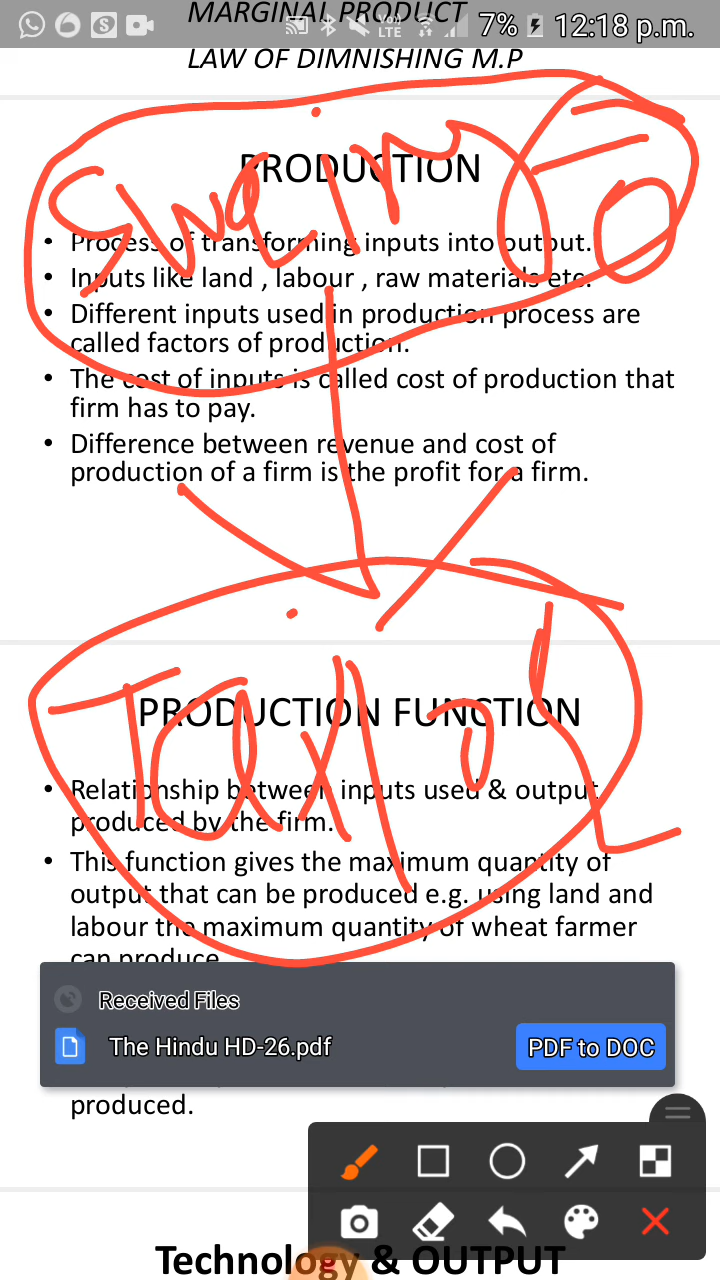 MARGINAL PRODUCT
7% 12:18 p.m.
Vo))
LTE
LAW OF DIMNISHING M.P
PRODUCTION
• Process of transforming inputs into output.
• Inputs like land , labour , raw materials etc.
• Different inputs used in production process are
called factors of production.
• The cost of inputs is called cost of production that
firm has to pay.
• Difference between revenue and cost of
production of a firm is the profit for a firm.
PRODUCTION FUNCTION
• Relationship between inputs used & output
produced by the firm.
• This function gives the maximum quantity of
output that can be produced e.g. using land and
labour the maximum quantity of wheat farmer
can produce
Received Files
The Hindu HD-26.pdf
PDF to DOC
produced.
Technology & OUTPUT